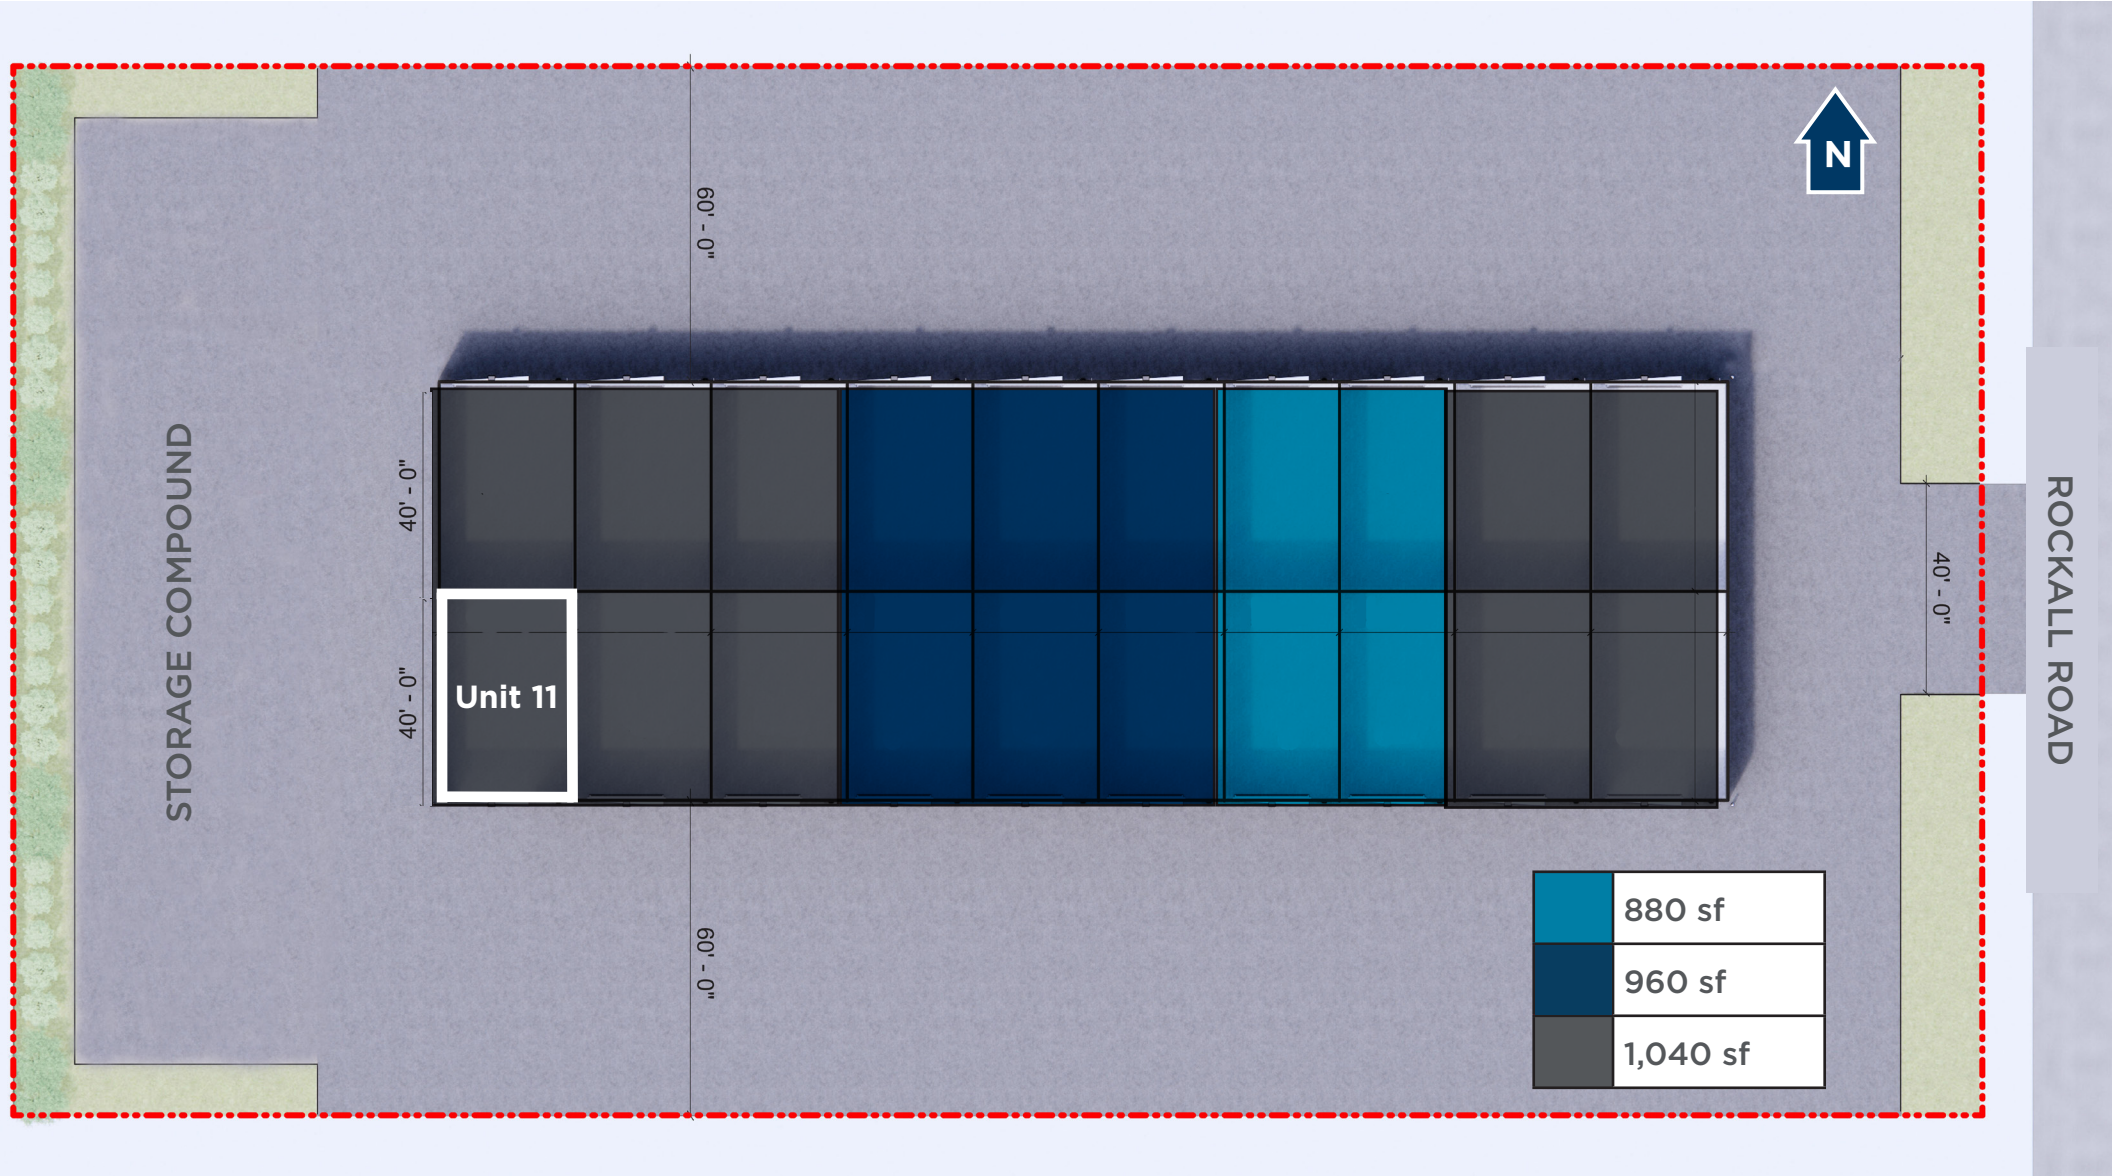 N
60' - 0"
40' - 0"
STORAGE COMPOUND
40' - 0"
Unit 11
40' - 0"
ROCKALL ROAD
60' - 0"
880 sf
960 sf
1,040 sf